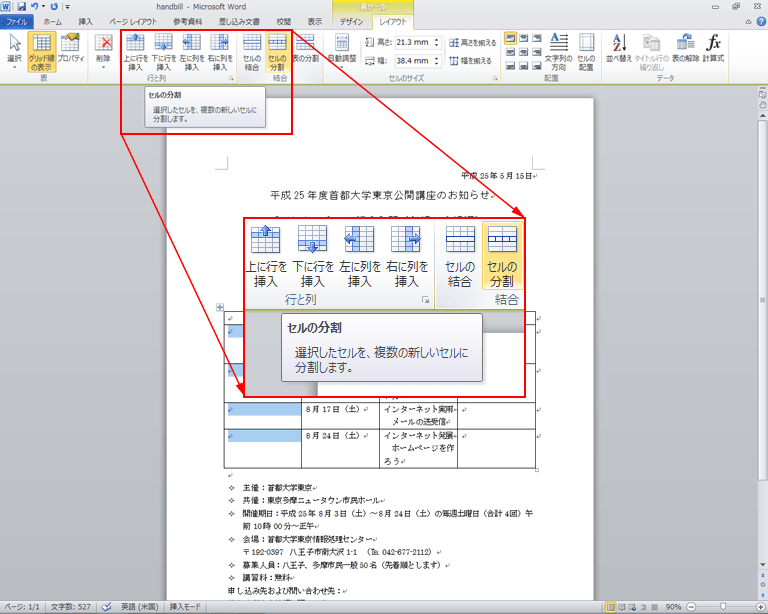 handbill - Microsoft Word
表ツール
ファイル ホーム 挿入 ページ レイアウト 参考資料 差し込み文書 校閲 表示 デザイン レイアウト
選択 グリッド線の表示 プロパティ 削除 上に行を挿入 下に行を挿入 左に列を挿入 右に列を挿入 セルの結合 セルの分割 表の分割 自動調整 高さ: 21.3 mm 高さを揃える
幅: 38.4 mm 幅を揃える
文字列の方向 セルの配置 並べ替え タイトル行の繰り返し 表の解除 計算式
表 行と列 結合 セルのサイズ 配置 データ
セルの分割
選択したセルを、複数の新しいセルに
分割します。
平成 25 年 5 月 15 日
平成 25 年度首都大学東京公開講座のお知らせ
上に行を挿入 下に行を挿入 左に列を挿入 右に列を挿入 セルの結合 セルの分割
行と列 結合
セルの分割
選択したセルを、複数の新しいセルに
分割します。
8 月 17 日（土） インターネット実用
メールの送受信
8 月 24 日（土） インターネット発展
ホームページを作
ろう
主催：首都大学東京
共催：東京多摩ニュータウン市民ホール
開催期日：平成 25 年 8 月 3 日（土）～8 月 24 日（土）の毎週土曜日（合計 4 回）午
前 10 時 00 分～正午
会場：首都大学東京情報処理センター
〒192-0397 八王子市南大沢 1-1 （℡ 042-677-2112）
募集人員：八王子、多摩市民一般 50 名（先着順とします）
講習料：無料
申し込み先および問い合わせ先：
ページ: 1/1 文字数: 527 英語 (米国) 挿入モード 90%